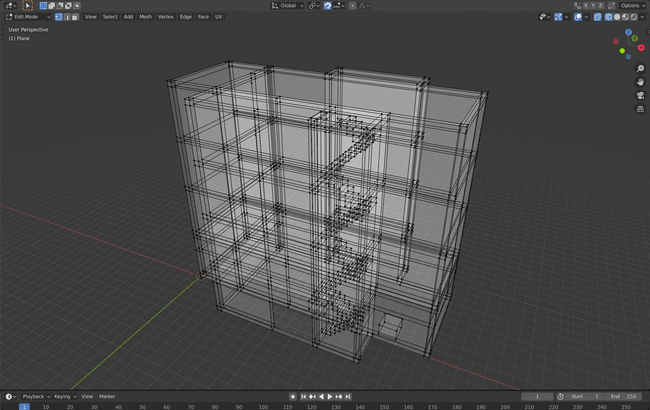 Global
Options
Edit Mode View Select Add Mesh Vertex Edge Face UV
X Y Z
User Perspective
(1) Plane
Playback Keying View Marker 1 Start 1 End 250
1 10 20 30 40 50 60 70 80 90 100 110 120 130 140 150 160 170 180 190 200 210 220 230 240 250